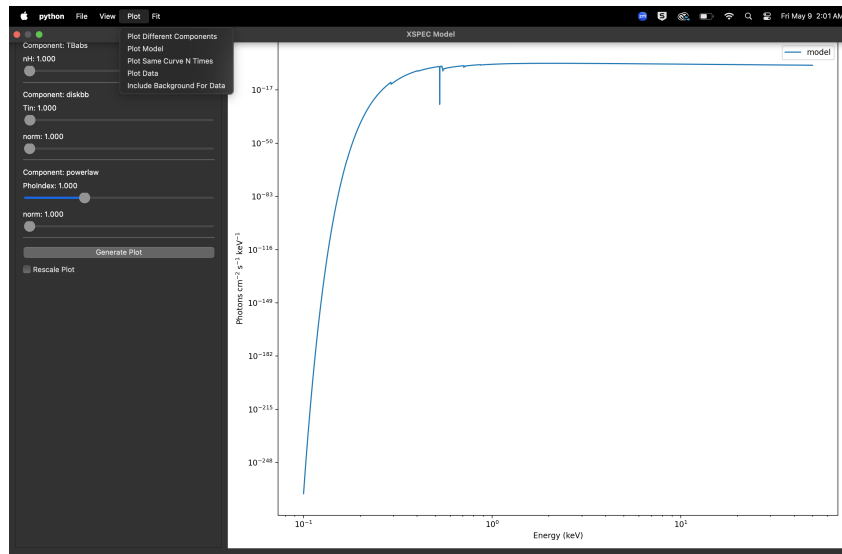 python File View Plot Fit
Fri May 9 2:01 AM
XSPEC Model
Plot Different Components
Plot Model
Plot Same Curve N Times
Plot Data
Include Background For Data
Component: TBabs
nH: 1.000
Component: diskbb
Tin: 1.000
norm: 1.000
Component: powerlaw
PhoIndex: 1.000
norm: 1.000
Generate Plot
Rescale Plot
model
10⁻¹⁷
10⁻⁵⁰
10⁻⁸³
10⁻¹¹⁶
10⁻¹⁴⁹
10⁻¹⁸²
10⁻²¹⁵
10⁻²⁴⁸
Photons cm⁻² s⁻¹ keV⁻¹
10⁻¹ 10⁰ 10¹
Energy (keV)